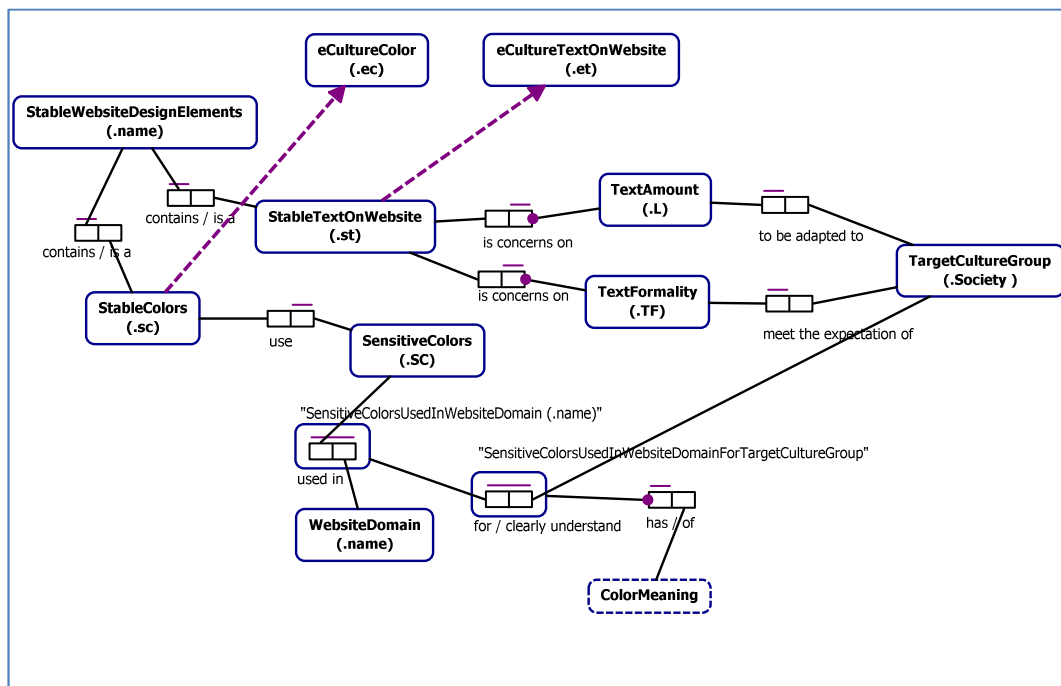 eCultureColor
(.ec)
eCultureTextOnWebsite
(.et)
StableWebsiteDesignElements
(.name)
contains / is a
contains / is a
StableTextOnWebsite
(.st)
is concerns on
is concerns on
TextAmount
(.L)
to be adapted to
TargetCultureGroup
(.Society )
TextFormality
(.TF)
meet the expectation of
StableColors
(.sc)
use
SensitiveColors
(.SC)
"SensitiveColorsUsedInWebsiteDomain (.name)"
used in
WebsiteDomain
(.name)
"SensitiveColorsUsedInWebsiteDomainForTargetCultureGroup"
for / clearly understand
has / of
ColorMeaning